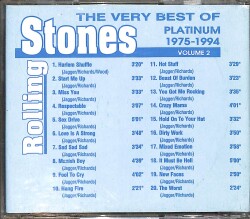 THE VERY BEST OF
Stones
Rolling
PLATINUM
1975-1994
VOLUME 2
1. Harlem Shuffle 3'20"
(Jagger/Richards/Wood)
2. Start Me Up
(Jagger/Richards)
3. Miss You
(Jagger/Richards)
4. Respectable
(Jagger/Richards)
5. Sex Drive
(Jagger/Richards)
6. Love Is A Strong
(Jagger/Richards)
7. Sad Sad Sad
(Jagger/Richards)
8.
(Jagger/Richards)
9. Fool To Cry
(Jagger/Richards)
10. Hang Fire
(Jagger/Richards)
11. Hot Stuff
(Jagger/Richards)
12. Beast Of Burden
(Jagger/Richards)
13. You Got Me Rocking
(Jagger/Richards)
14. Crazy Mama
(Jagger/Richards)
15. Hold On To Your Hat
(Jagger/Richards)
16. Dirty Work
(Jagger/Richards)
17. Mixed Emotion
(Jagger/Richards)
18. It Must Be Hell
(Jagger/Richards)
19. New Faces
(Jagger/Richards)
20. The Worst
(Jagger/Richards)